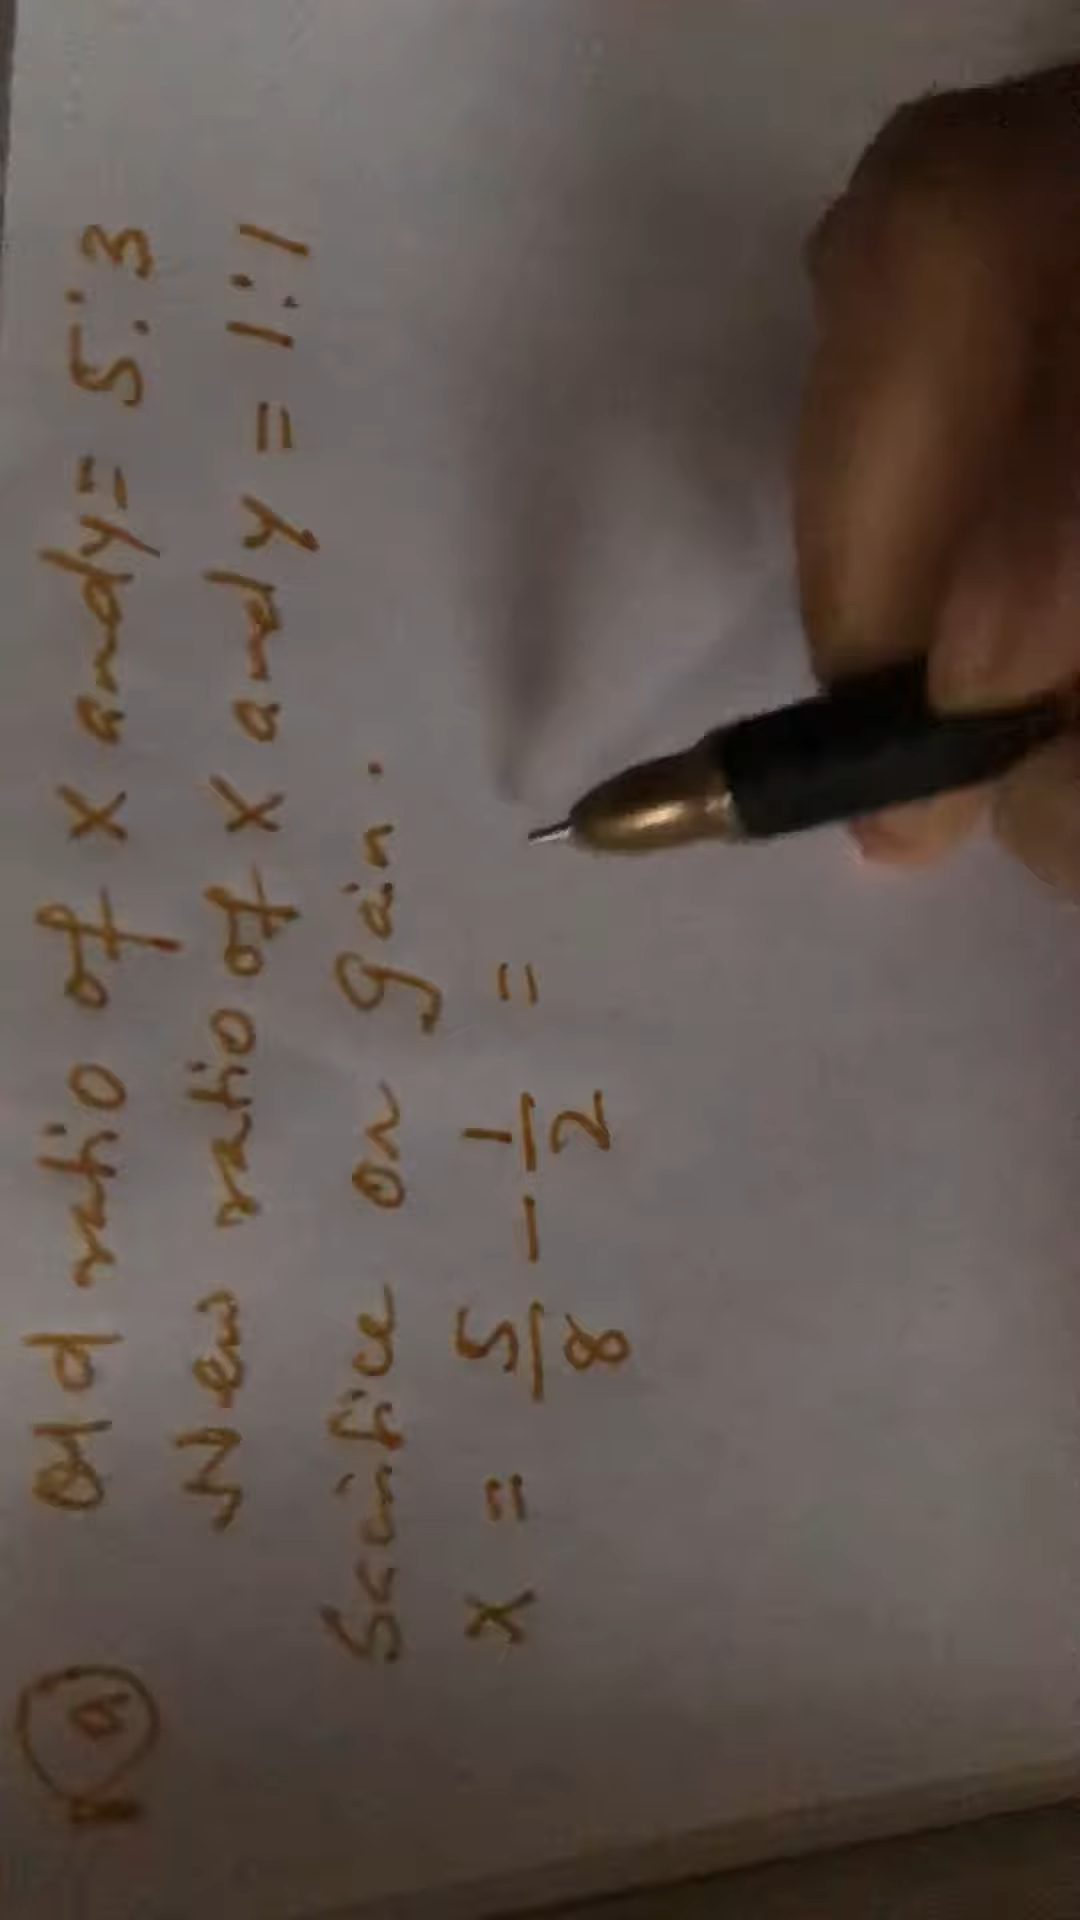 a Old ratio of x and y = 5:3
New ratio of x and y = 1:1
Sacrifice or gain.
x = 5/8 - 1/2 =